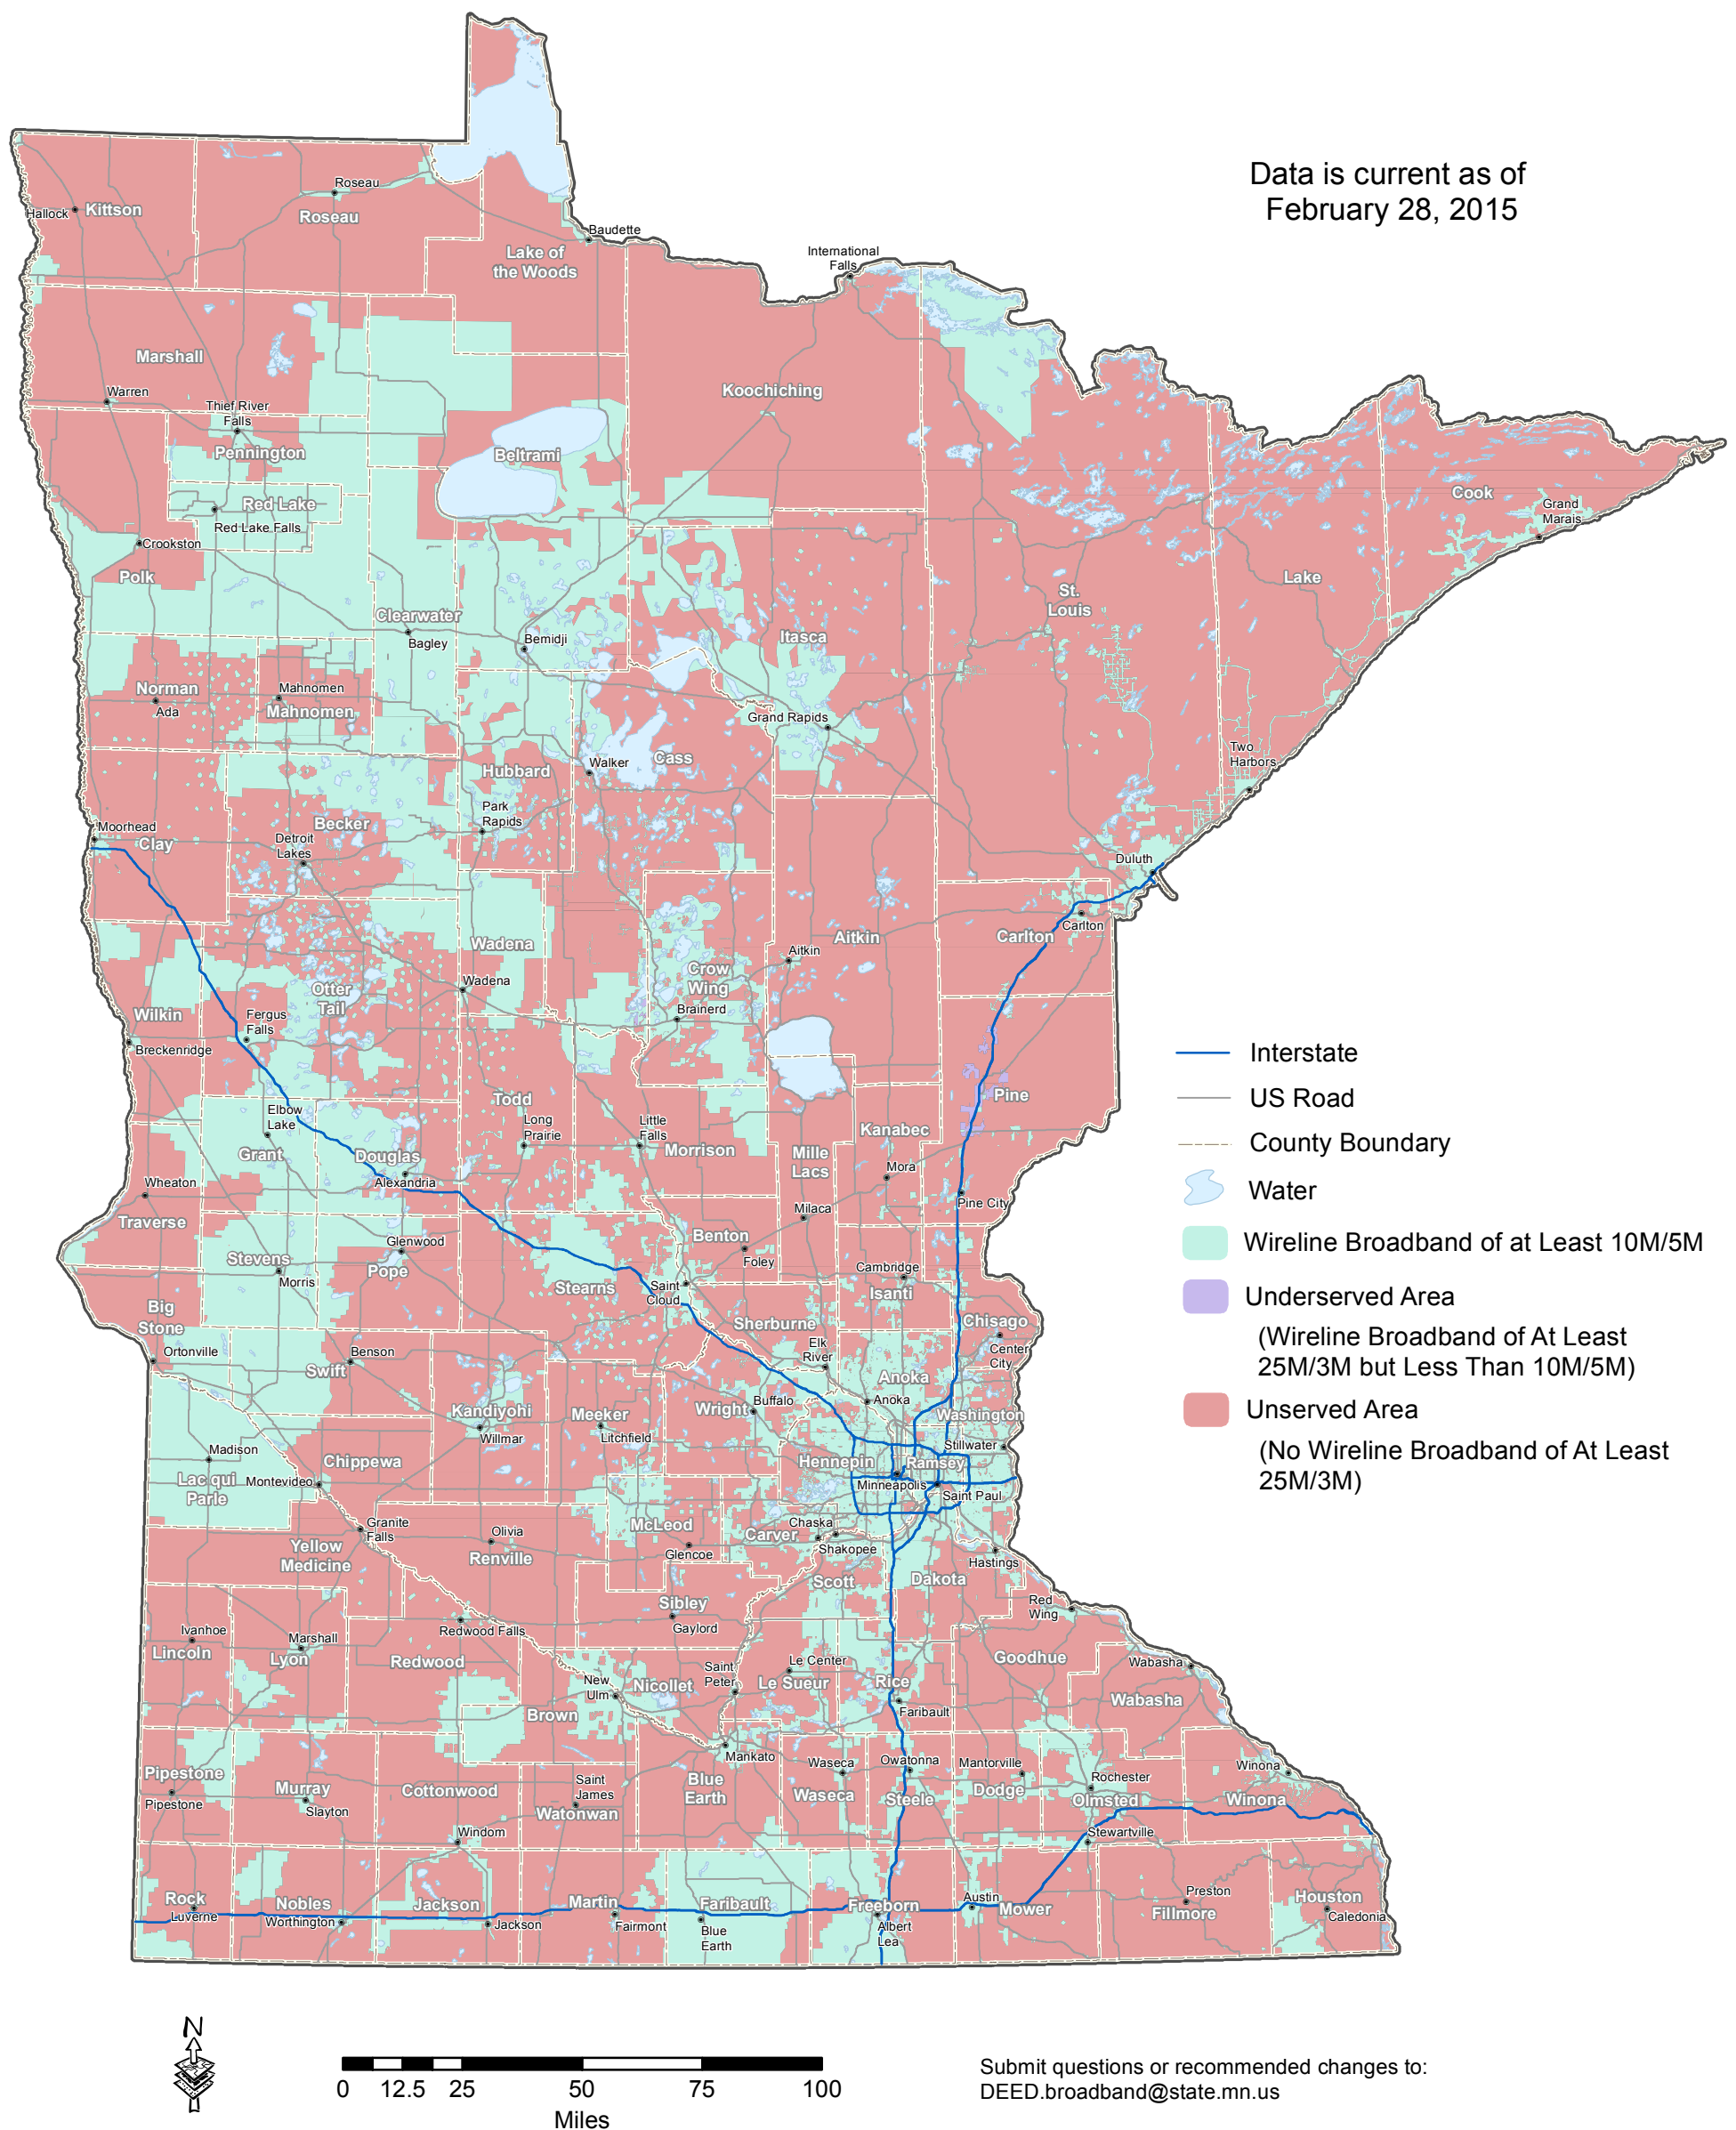 Data is current as of
February 28, 2015
Roseau
Hallock
Kittson
Roseau
Baudette
Lake of
the Woods
International
Falls
Marshall
Koochiching
Warren
Thief River
Falls
Pennington
Beltrami
Red Lake
Red Lake Falls
Cook
Grand
Marais
Crookston
Polk
Lake
St.
Louis
Clearwater
Bagley
Bemidji
Itasca
Norman
Ada
Mahnomen
Mahnomen
Grand Rapids
Two
Harbors
Hubbard
Walker
Cass
Park
Rapids
Becker
Moorhead
Clay
Detroit
Lakes
Duluth
Carlton
Carlton
Wadena
Aitkin
Aitkin
Crow
Wing
Wadena
Otter
Tail
Brainerd
Wilkin
Fergus
Falls
Breckenridge
Interstate
US Road
County Boundary
Water
Wireline Broadband of at Least 10M/5M
Underserved Area
(Wireline Broadband of At Least
25M/3M but Less Than 10M/5M)
Unserved Area
(No Wireline Broadband of At Least
25M/3M)
Pine
Todd
Elbow
Lake
Long
Prairie
Little
Falls
Morrison
Kanabec
Mille
Lacs
Grant
Douglas
Alexandria
Mora
Wheaton
Pine City
Traverse
Milaca
Benton
Foley
Glenwood
Stevens
Morris
Pope
Stearns
Saint
Cloud
Cambridge
Isanti
Big
Stone
Sherburne
Chisago
Elk
River
Center
City
Ortonville
Benson
Swift
Anoka
Anoka
Buffalo
Wright
Kandiyohi
Willmar
Meeker
Litchfield
Washington
Stillwater
Madison
Chippewa
Hennepin
Ramsey
Lac qui
Parle
Montevideo
Minneapolis
Saint Paul
Granite
Falls
Olivia
McLeod
Chaska
Carver
Yellow
Medicine
Renville
Glencoe
Shakopee
Hastings
Scott
Dakota
Red
Wing
Sibley
Gaylord
Redwood Falls
Ivanhoe
Lincoln
Marshall
Lyon
Redwood
Saint
Peter
Le Center
Le Sueur
Goodhue
Wabasha
New
Ulm
Nicollet
Rice
Wabasha
Brown
Faribault
Mankato
Waseca
Owatonna
Mantorville
Winona
Pipestone
Pipestone
Murray
Slayton
Cottonwood
Saint
James
Watonwan
Blue
Earth
Waseca
Steele
Dodge
Rochester
Olmsted
Winona
Windom
Stewartville
Rock
Luverne
Nobles
Worthington
Jackson
Jackson
Martin
Fairmont
Faribault
Blue
Earth
Freeborn
Albert
Lea
Austin
Mower
Preston
Fillmore
Houston
Caledonia
N
0 12.5 25 50 75 100
Miles
Submit questions or recommended changes to:
DEED.broadband@state.mn.us